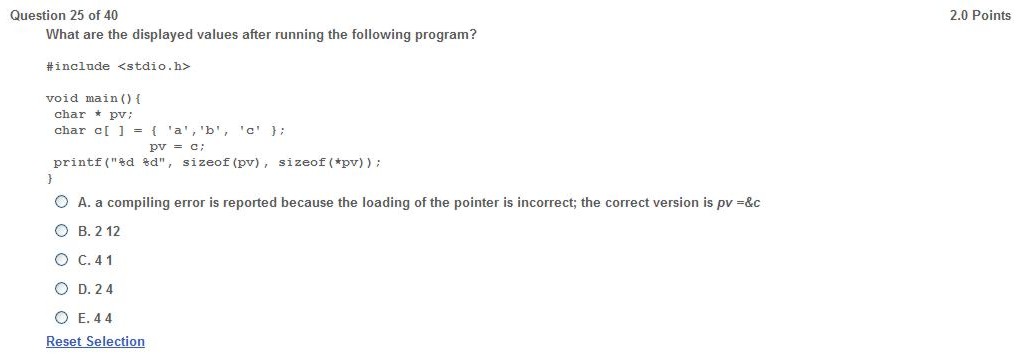 Question 25 of 40
2.0 Points
What are the displayed values after running the following program?
#include <stdio.h>
void main(){
char * pv;
char c[ ] = { 'a','b', 'c' };
pv = c;
printf("%d %d", sizeof(pv), sizeof(*pv));
}
A. a compiling error is reported because the loading of the pointer is incorrect; the correct version is pv =&c
B. 2 12
C. 4 1
D. 2 4
E. 4 4
Reset Selection